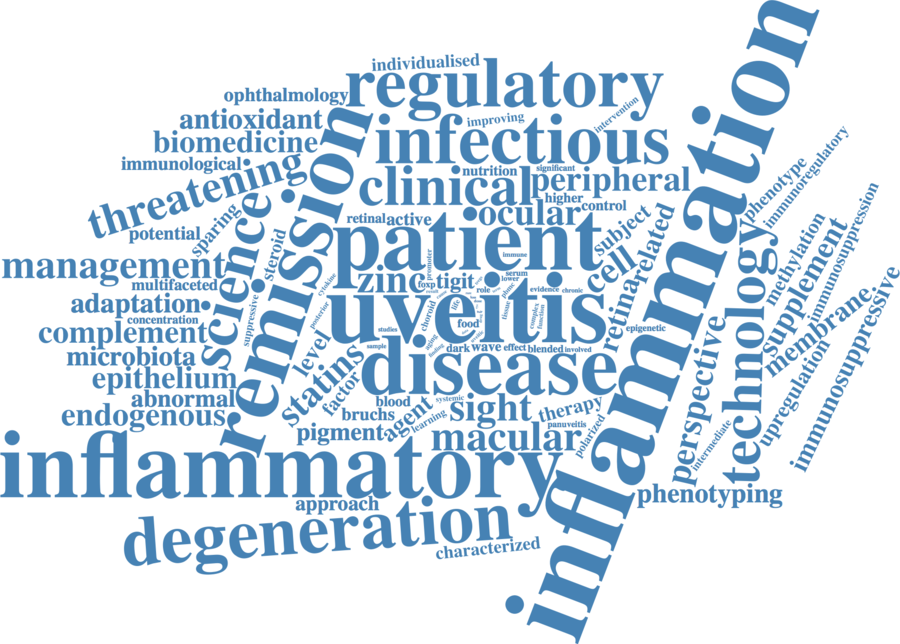 individualised
regulatory
ophthalmology
antioxidant
improving
intervention
infectious
biomedicine
immunological
threatening
remission
nutrition
significant
clinical
peripheral
higher
control
phenotype
immunoregulatory
inflammation
science
sparing
potential
retinal
active
ocular
subject
patient
immune
steroid
management
multifaceted
cell
retina
related
technology
methylation
supplement
immunosuppression
zinc
foxp
tigit
promoter
serum
lower
cytokine
adaptation
concentration
suppressive
posterior
uveitis
role
evidence
chronic
life
food
choroid
tissue
complex
function
epigenetic
complement
microbiota
level
studies
sample
aging
dark
wave
effect
blended
involved
membrane
upregulation
immunosuppressive
perspective
epithelium
abnormal
endogenous
statins
factor
disease
blood
bruchs
agent
systemic
learning
sight
therapy
panuveitis
polarized
intermediate
pigment
macular
inflammatory
approach
phenotyping
degeneration
characterized